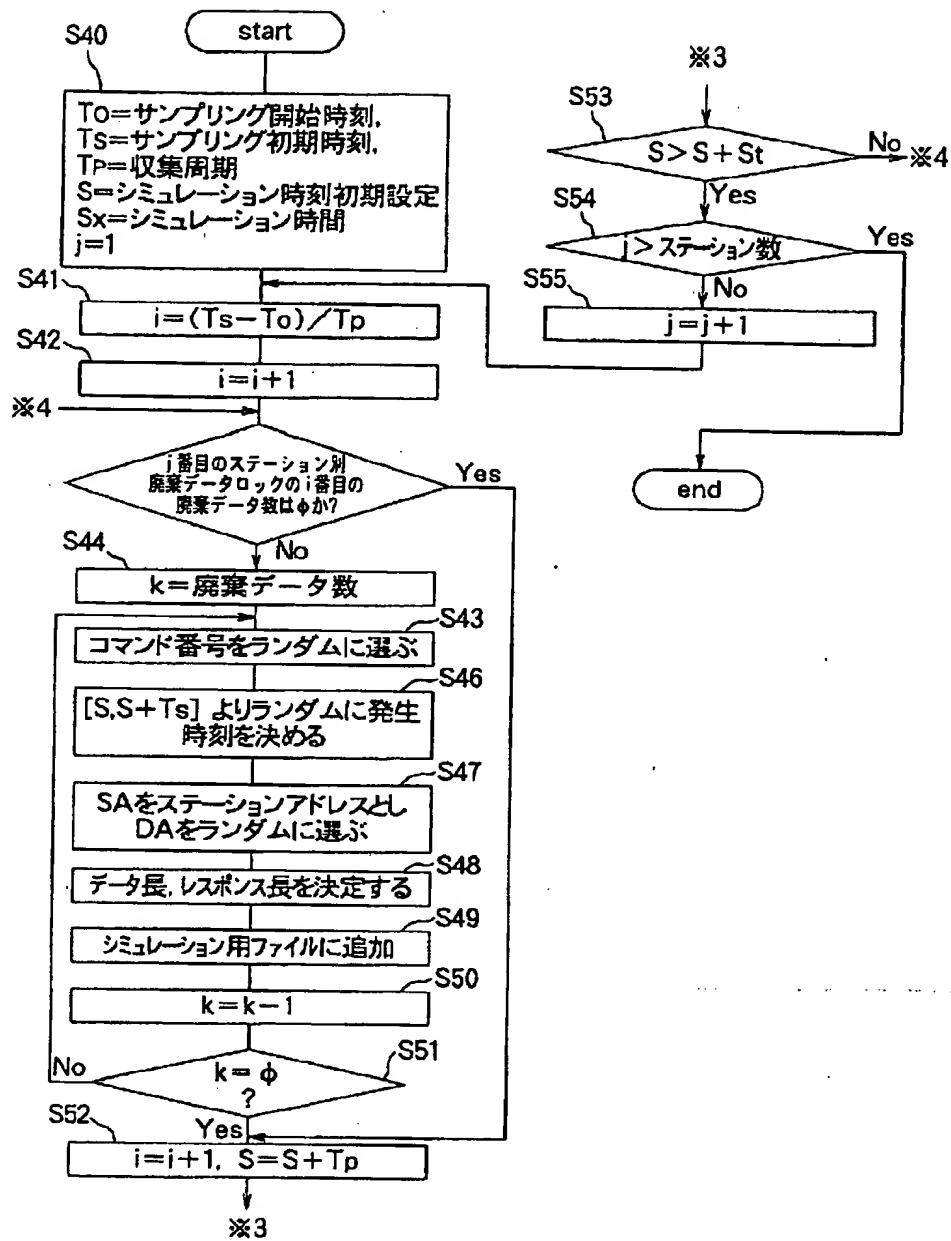 start
S40
To=サンプリング開始時刻,
Ts=サンプリング初期時刻,
Tp=収集周期
S=シミュレーション時刻初期設定
Sx=シミュレーション時間
j=1
S41
i=(Ts-To)/Tp
S42
i=i+1
※4
j番目のステーション別
廃棄データロックのi番目の
廃棄データ数はφか?
Yes
No
S44
k=廃棄データ数
S43
コマンド番号をランダムに選ぶ
S46
[S,S+Ts]よりランダムに発生
時刻を決める
S47
SAをステーションアドレスとし
DAをランダムに選ぶ
S48
データ長,レスポンス長を決定する
S49
シミュレーション用ファイルに追加
S50
k=k-1
S51
k=φ
?
No
Yes
S52
i=i+1, S=S+Tp
※3
※3
S53
S>S+St
No
※4
Yes
S54
j>ステーション数
Yes
No
S55
j=j+1
end